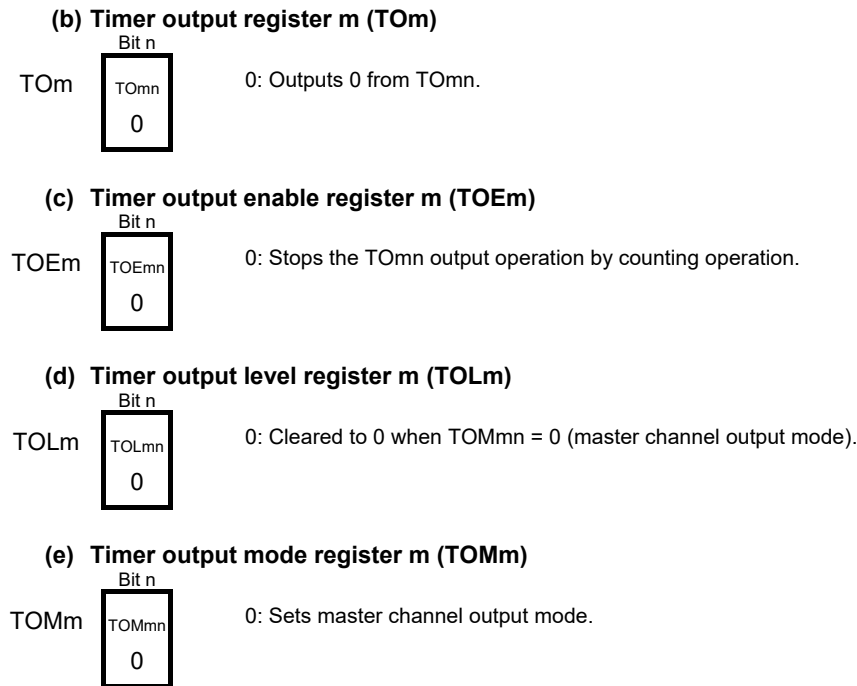 (b) Timer output register m (TOm)
Bit n
TOm
TOmn
0
0: Outputs 0 from TOmn.
(c) Timer output enable register m (TOEm)
Bit n
TOEm
TOEmn
0
0: Stops the TOmn output operation by counting operation.
(d) Timer output level register m (TOLm)
Bit n
TOLm
TOLmn
0
0: Cleared to 0 when TOMmn = 0 (master channel output mode).
(e) Timer output mode register m (TOMm)
Bit n
TOMm
TOMmn
0
0: Sets master channel output mode.